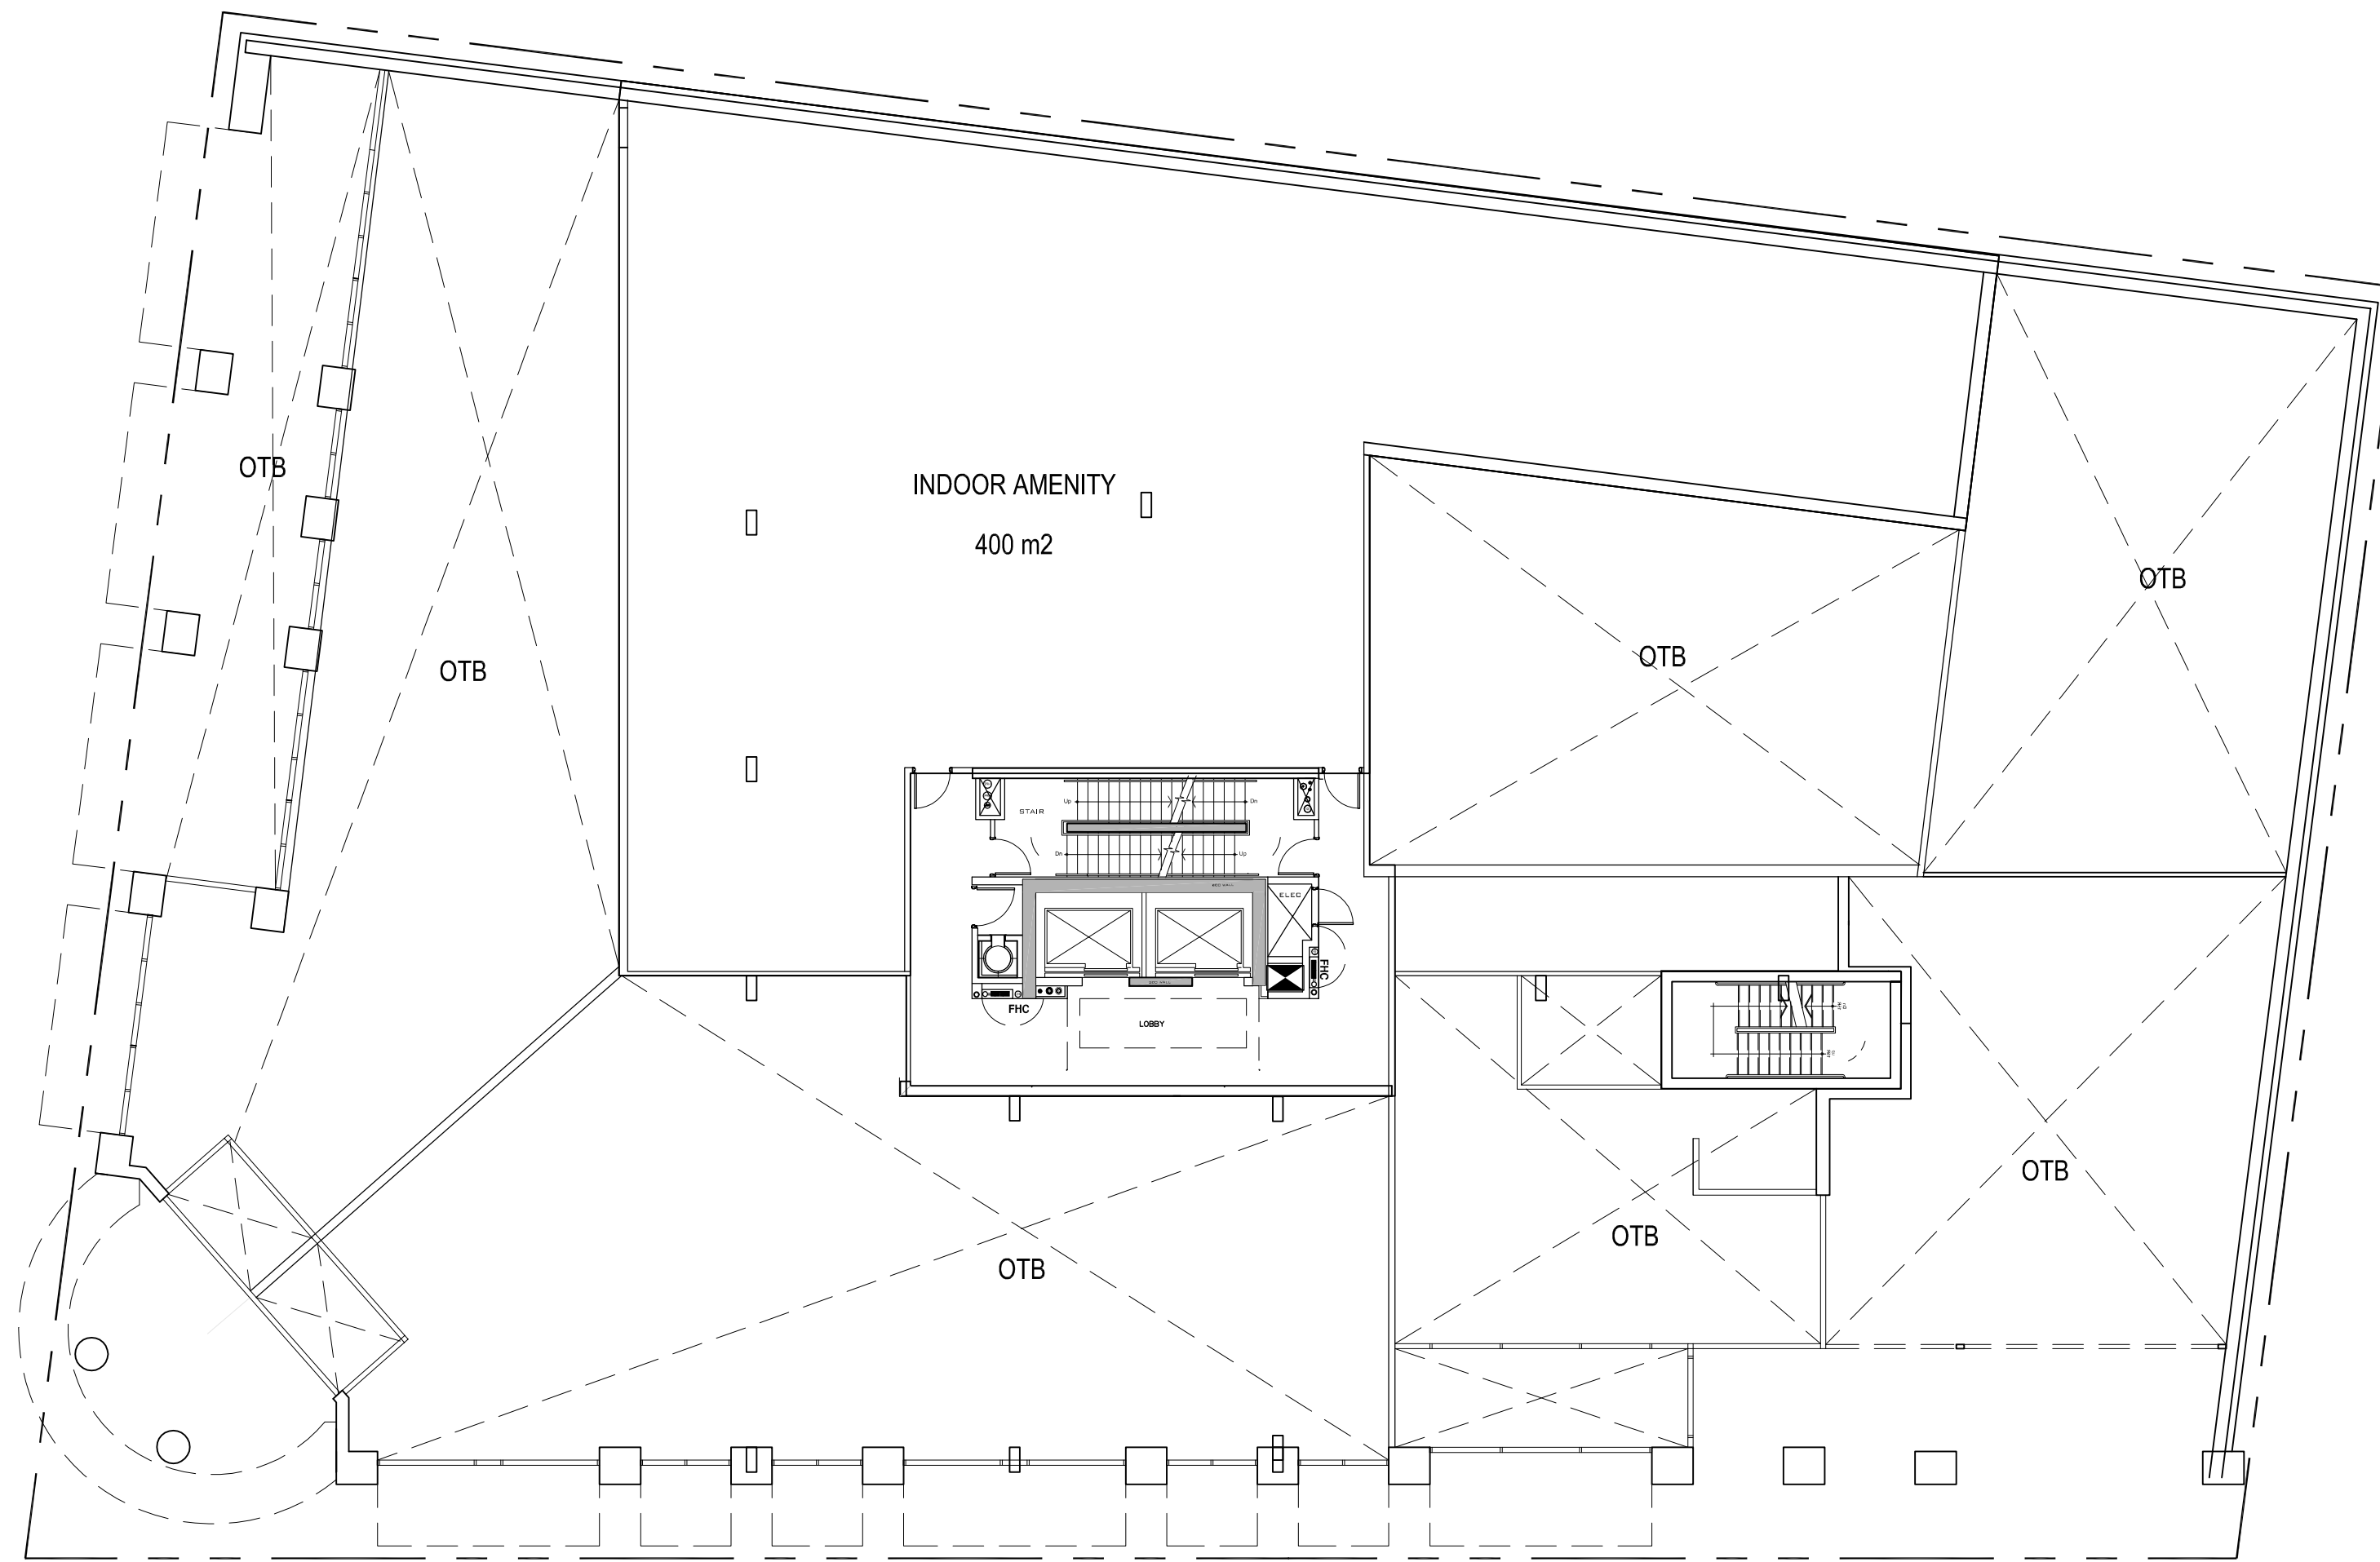 OTB
INDOOR AMENITY
400 m2
OTB
OTB
OTB
STAIR
Up
Dn
Dn
Up
ELEC
FHC
FHC
LOBBY
OTB
OTB
OTB